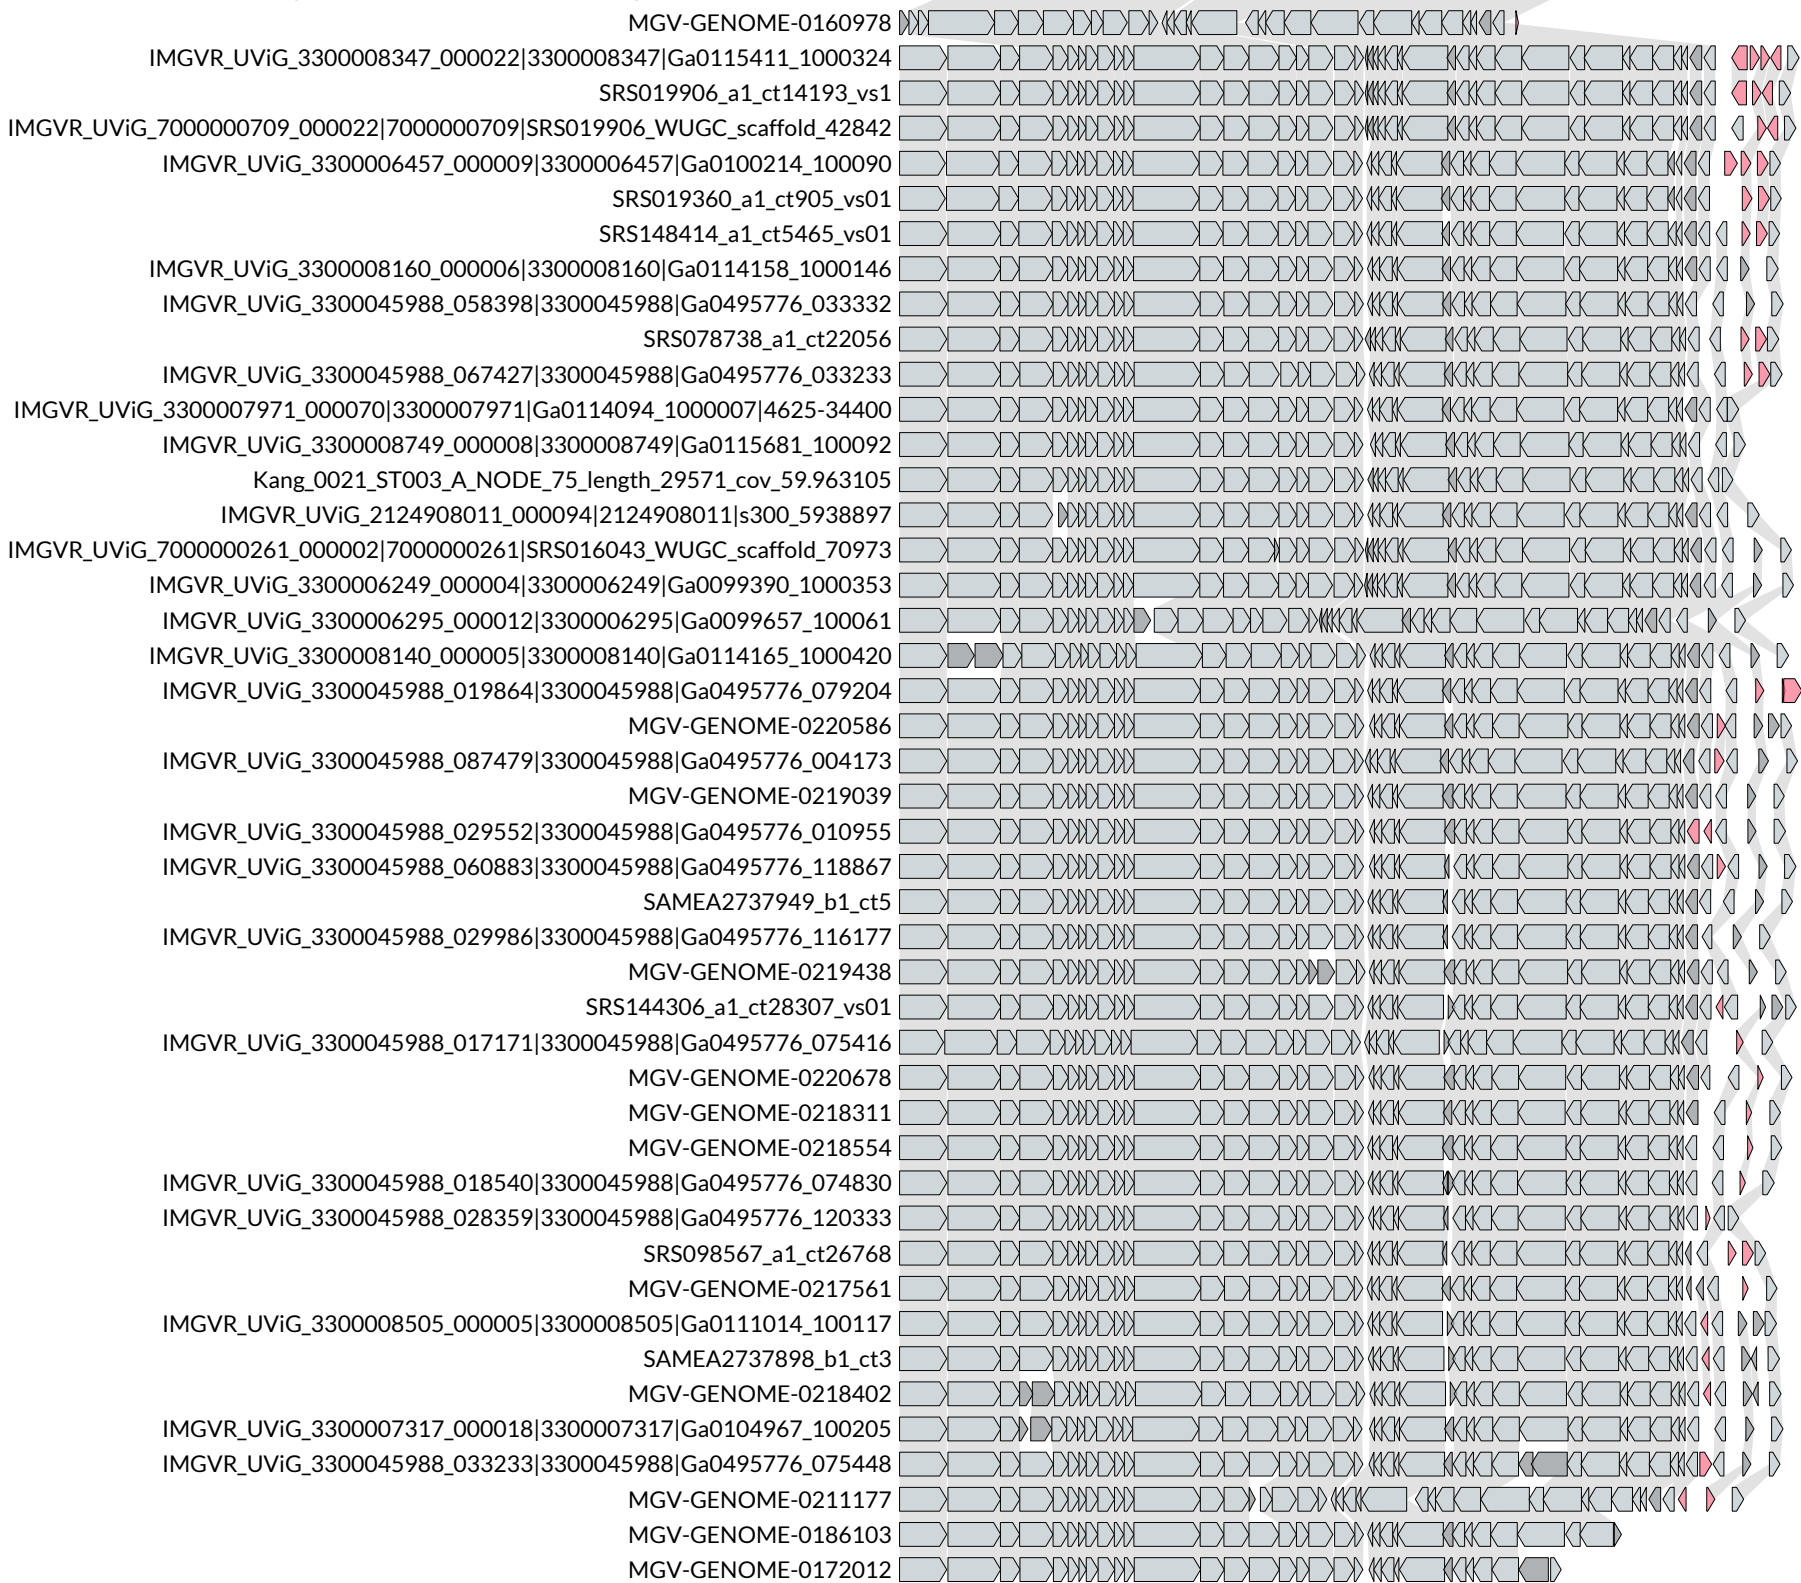 MGV-GENOME-0160978
IMGVR_UViG_3300008347_000022|3300008347|Ga0115411_1000324
SRS019906_a1_ct14193_vs1
IMGVR_UViG_7000000709_000022|7000000709|SRS019906_WUGC_scaffold_42842
IMGVR_UViG_3300006457_000009|3300006457|Ga0100214_100090
SRS019360_a1_ct905_vs01
SRS148414_a1_ct5465_vs01
IMGVR_UViG_3300008160_000006|3300008160|Ga0114158_1000146
IMGVR_UViG_3300045988_058398|3300045988|Ga0495776_033332
SRS078738_a1_ct22056
IMGVR_UViG_3300045988_067427|3300045988|Ga0495776_033233
IMGVR_UViG_3300007971_000070|3300007971|Ga0114094_1000007|4625-34400
IMGVR_UViG_3300008749_000008|3300008749|Ga0115681_100092
Kang_0021_ST003_A_NODE_75_length_29571_cov_59.963105
IMGVR_UViG_2124908011_000094|2124908011|s300_5938897
IMGVR_UViG_7000000261_000002|7000000261|SRS016043_WUGC_scaffold_70973
IMGVR_UViG_3300006249_000004|3300006249|Ga0099390_1000353
IMGVR_UViG_3300006295_000012|3300006295|Ga0099657_100061
IMGVR_UViG_3300008140_000005|3300008140|Ga0114165_1000420
IMGVR_UViG_3300045988_019864|3300045988|Ga0495776_079204
MGV-GENOME-0220586
IMGVR_UViG_3300045988_087479|3300045988|Ga0495776_004173
MGV-GENOME-0219039
IMGVR_UViG_3300045988_029552|3300045988|Ga0495776_010955
IMGVR_UViG_3300045988_060883|3300045988|Ga0495776_118867
SAMEA2737949_b1_ct5
IMGVR_UViG_3300045988_029986|3300045988|Ga0495776_116177
MGV-GENOME-0219438
SRS144306_a1_ct28307_vs01
IMGVR_UViG_3300045988_017171|3300045988|Ga0495776_075416
MGV-GENOME-0220678
MGV-GENOME-0218311
MGV-GENOME-0218554
IMGVR_UViG_3300045988_018540|3300045988|Ga0495776_074830
IMGVR_UViG_3300045988_028359|3300045988|Ga0495776_120333
SRS098567_a1_ct26768
MGV-GENOME-0217561
IMGVR_UViG_3300008505_000005|3300008505|Ga0111014_100117
SAMEA2737898_b1_ct3
MGV-GENOME-0218402
IMGVR_UViG_3300007317_000018|3300007317|Ga0104967_100205
IMGVR_UViG_3300045988_033233|3300045988|Ga0495776_075448
MGV-GENOME-0211177
MGV-GENOME-0186103
MGV-GENOME-0172012